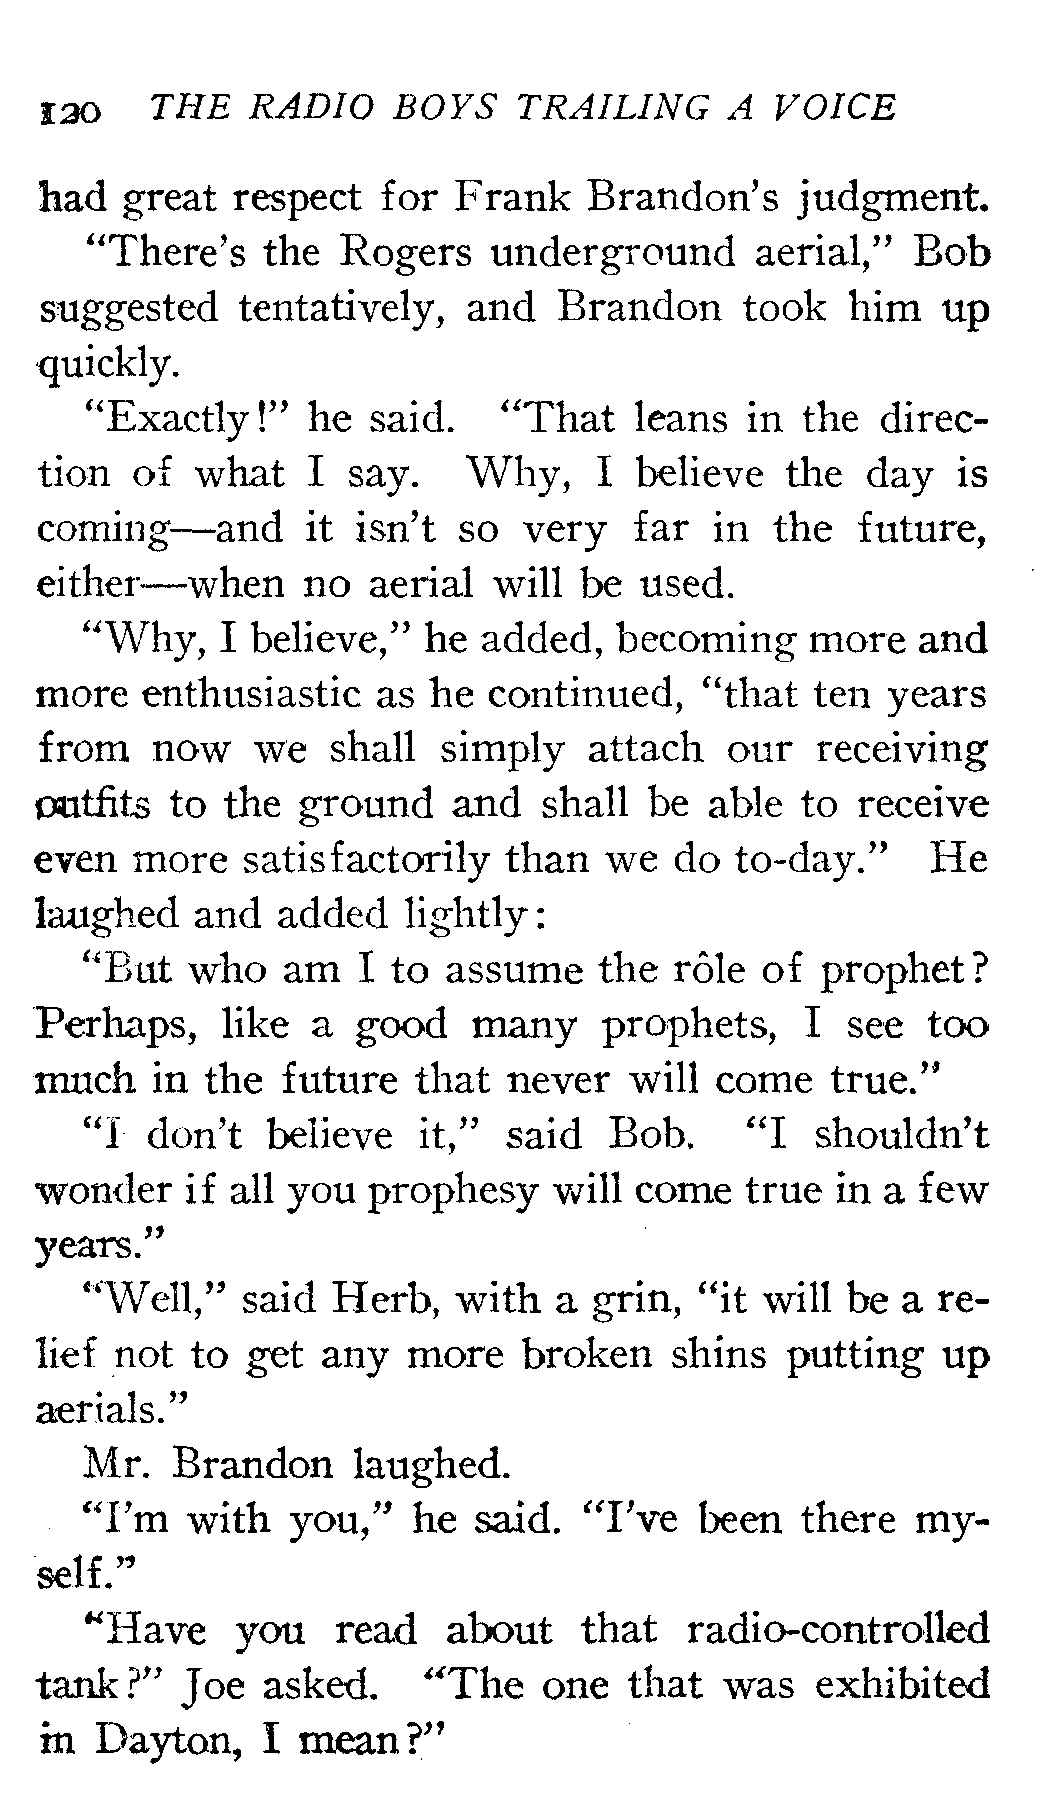 120 THE RADIO BOYS TRAILING A VOICE
had great respect for Frank Brandon's judgment.
“There's the Rogers underground aerial,” Bob
suggested tentatively, and Brandon took him up
quickly.
“Exactly!” he said. “That leans in the direc-
tion of what I say. Why, I believe the day is
coming—and it isn't so very far in the future,
either—when no aerial will be used.
“Why, I believe,” he added, becoming more and
more enthusiastic as he continued, “that ten years
from now we shall simply attach our receiving
outfits to the ground and shall be able to receive
even more satisfactorily than we do to-day.” He
laughed and added lightly:
“But who am I to assume the rôle of prophet?
Perhaps, like a good many prophets, I see too
much in the future that never will come true.”
“I don't believe it,” said Bob. “I shouldn't
wonder if all you prophesy will come true in a few
years.”
“Well,” said Herb, with a grin, “it will be a re-
lief not to get any more broken shins putting up
aerials.”
Mr. Brandon laughed.
“I'm with you,” he said. “I've been there my-
self.”
“Have you read about that radio-controlled
tank?” Joe asked. “The one that was exhibited
in Dayton, I mean?”